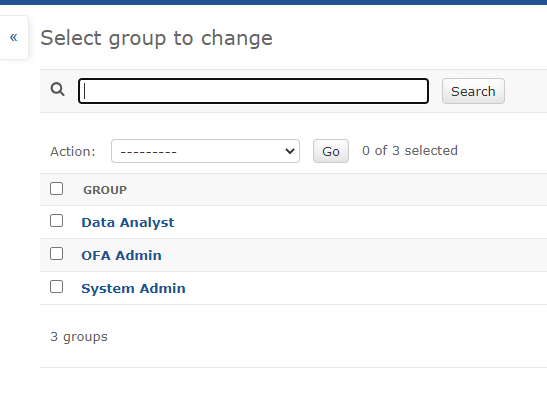 «
Select group to change
Search
Action: --------- Go 0 of 3 selected
GROUP
Data Analyst
OFA Admin
System Admin
3 groups